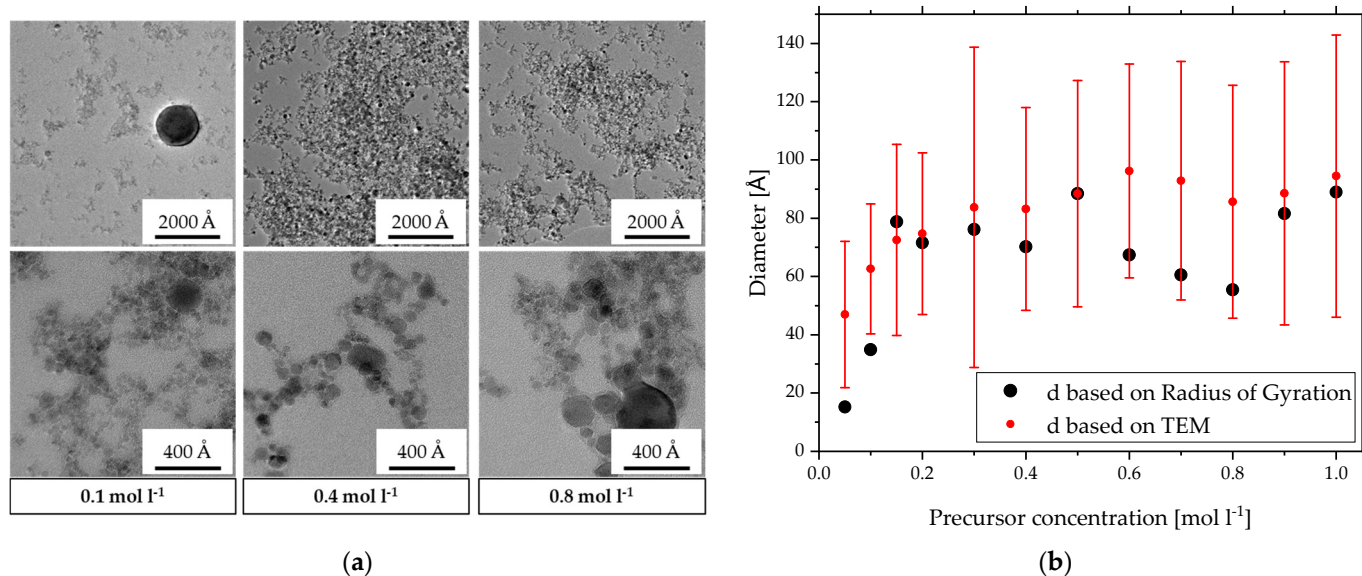 2000 Å
2000 Å
2000 Å
400 Å
400 Å
400 Å
0.1 mol l⁻¹
0.4 mol l⁻¹
0.8 mol l⁻¹
(a)
Diameter [Å]
140
120
100
80
60
40
20
0
d based on Radius of Gyration
d based on TEM
0.0
0.2
0.4
0.6
0.8
1.0
Precursor concentration [mol l⁻¹]
(b)